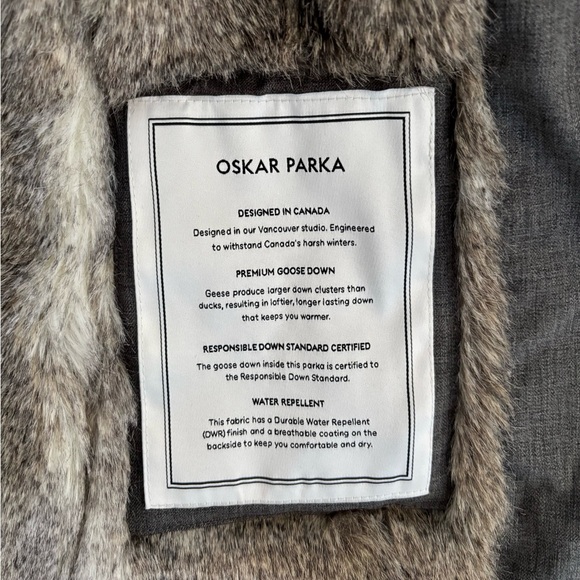 OSKAR PARKA
DESIGNED IN CANADA
Designed in our Vancouver studio. Engineered
to withstand Canada's harsh winters.
PREMIUM GOOSE DOWN
Geese produce larger down clusters than
ducks, resulting in loftier, longer lasting down
that keeps you warmer.
RESPONSIBLE DOWN STANDARD CERTIFIED
The goose down inside this parka is certified to
the Responsible Down Standard.
WATER REPELLENT
This fabric has a Durable Water Repellent
(DWR) finish and a breathable coating on the
backside to keep you comfortable and dry.